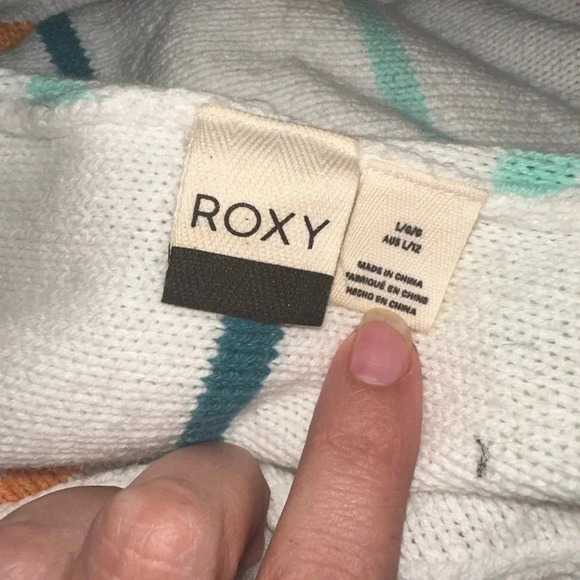 ROXY
L/G/G
AUS L/12
MADE IN CHINA
FABRIQUÉ EN CHINE
HECHO EN CHINA